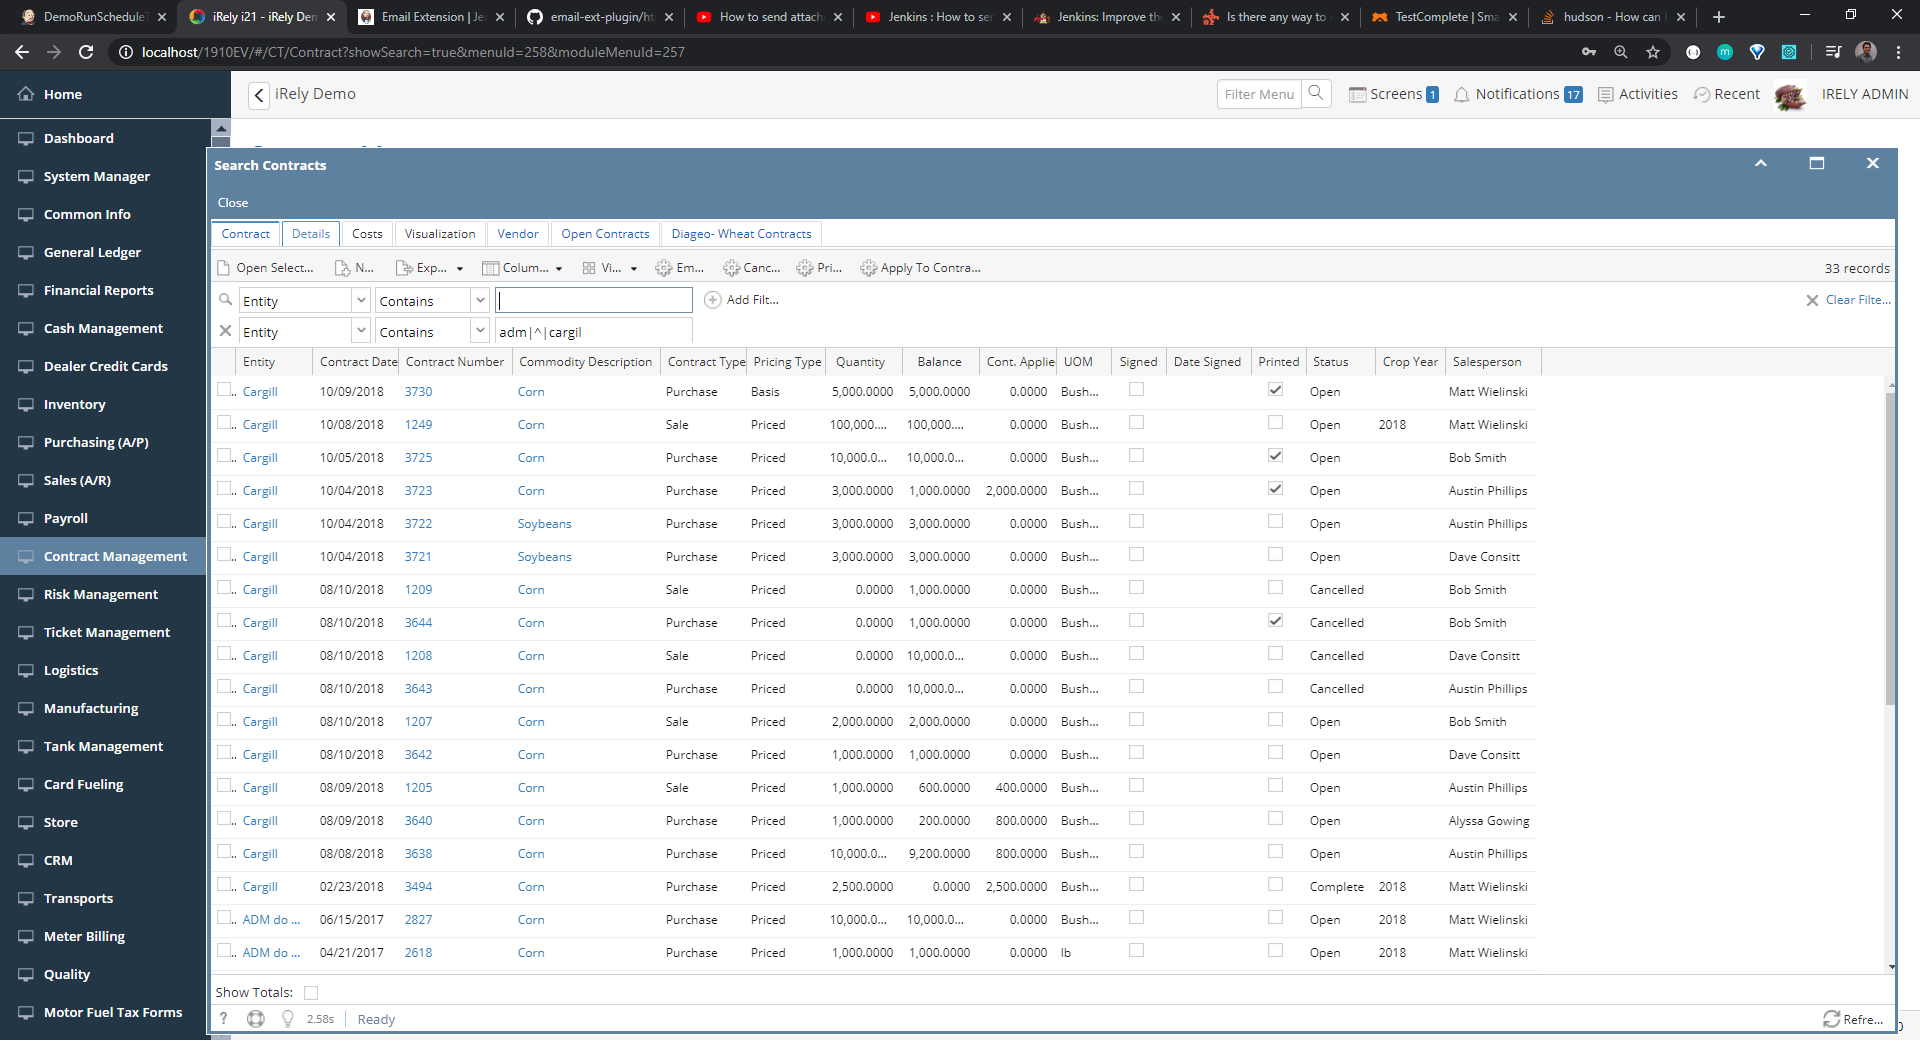 DemoRunScheduleT
iRely i21 - iRely Dem
Email Extension | Je
email-ext-plugin/ht
How to send attach
Jenkins : How to se
Jenkins: Improve th
Is there any way to
TestComplete | Sma
hudson - How can I
localhost/1910EV/#/CT/Contract?showSearch=true&menuId=258&moduleMenuId=257
Home
iRely Demo
Filter Menu
Screens 1
Notifications 17
Activities
Recent
IRELY ADMIN
Dashboard
System Manager
Common Info
General Ledger
Financial Reports
Cash Management
Dealer Credit Cards
Inventory
Purchasing (A/P)
Sales (A/R)
Payroll
Contract Management
Risk Management
Ticket Management
Logistics
Manufacturing
Tank Management
Card Fueling
Store
CRM
Transports
Meter Billing
Quality
Motor Fuel Tax Forms
Search Contracts
Close
Contract Details Costs Visualization Vendor Open Contracts Diageo- Wheat Contracts
Open Select... N... Exp... Colum... Vi... Em... Canc... Pri... Apply To Contra... 33 records
Entity Contains Add Filt... Clear Filte...
Entity Contains adm|^|cargil
Entity Contract Date Contract Number Commodity Description Contract Type Pricing Type Quantity Balance Cont. Applie UOM Signed Date Signed Printed Status Crop Year Salesperson
Cargill 10/09/2018 3730 Corn Purchase Basis 5,000.0000 5,000.0000 0.0000 Bush... Open Matt Wielinski
Cargill 10/08/2018 1249 Corn Sale Priced 100,000.... 100,000.... 0.0000 Bush... Open 2018 Matt Wielinski
Cargill 10/05/2018 3725 Corn Purchase Priced 10,000.0... 10,000.0... 0.0000 Bush... Open Bob Smith
Cargill 10/04/2018 3723 Corn Purchase Priced 3,000.0000 1,000.0000 2,000.0000 Bush... Open Austin Phillips
Cargill 10/04/2018 3722 Soybeans Purchase Priced 3,000.0000 3,000.0000 0.0000 Bush... Open Austin Phillips
Cargill 10/04/2018 3721 Soybeans Purchase Priced 3,000.0000 3,000.0000 0.0000 Bush... Open Dave Consitt
Cargill 08/10/2018 1209 Corn Sale Priced 0.0000 1,000.0000 0.0000 Bush... Cancelled Bob Smith
Cargill 08/10/2018 3644 Corn Purchase Priced 0.0000 1,000.0000 0.0000 Bush... Cancelled Bob Smith
Cargill 08/10/2018 1208 Corn Sale Priced 0.0000 10,000.0... 0.0000 Bush... Cancelled Dave Consitt
Cargill 08/10/2018 3643 Corn Purchase Priced 0.0000 10,000.0... 0.0000 Bush... Cancelled Austin Phillips
Cargill 08/10/2018 1207 Corn Sale Priced 2,000.0000 2,000.0000 0.0000 Bush... Open Bob Smith
Cargill 08/10/2018 3642 Corn Purchase Priced 1,000.0000 1,000.0000 0.0000 Bush... Open Dave Consitt
Cargill 08/09/2018 1205 Corn Sale Priced 1,000.0000 600.0000 400.0000 Bush... Open Austin Phillips
Cargill 08/09/2018 3640 Corn Purchase Priced 1,000.0000 200.0000 800.0000 Bush... Open Alyssa Gowing
Cargill 08/08/2018 3638 Corn Purchase Priced 10,000.0... 9,200.0000 800.0000 Bush... Open Austin Phillips
Cargill 02/23/2018 3494 Corn Purchase Priced 2,500.0000 0.0000 2,500.0000 Bush... Complete 2018 Matt Wielinski
ADM do ... 06/15/2017 2827 Corn Purchase Priced 10,000.0... 10,000.0... 0.0000 Bush... Open 2018 Matt Wielinski
ADM do ... 04/21/2017 2618 Corn Purchase Priced 1,000.0000 1,000.0000 0.0000 lb Open 2018 Matt Wielinski
Show Totals:
? 2.58s Ready Refre...